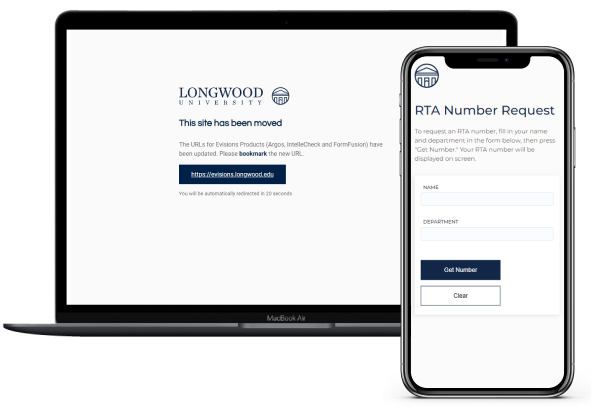 LONGWOOD
UNIVERSITY
This site has been moved
The URLs for Evisions Products (Argos, IntelleCheck and FormFusion) have
been updated. Please bookmark the new URL.
https://evisions.longwood.edu
You will be automatically redirected in 20 seconds
MacBook Air
RTA Number Request
To request an RTA number, fill in your name
and department in the form below, then press
"Get Number." Your RTA number will be
displayed on screen.
NAME
DEPARTMENT
Get Number
Clear